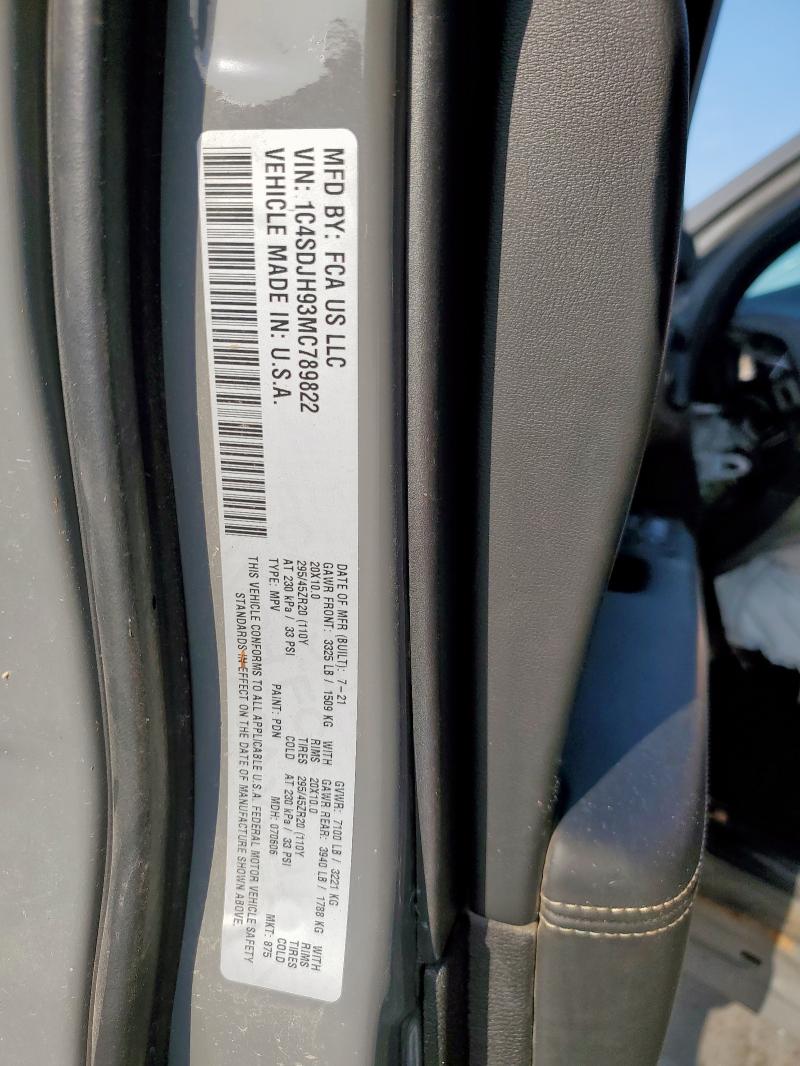 MFD BY: FCA US LLC
VIN: 1C4SDJH93MC789822
VEHICLE MADE IN: U.S.A.
DATE OF MFR (BUILT): 7-21 GVWR: 7100 LB / 3221 KG
GAWR FRONT: 3325 LB / 1509 KG WITH GAWR REAR: 3940 LB / 1788 KG WITH
20X10.0 RIMS 20X10.0 RIMS
295/45ZR20 (110Y TIRES 295/45ZR20 (110Y TIRES
AT 230 kPa / 33 PSI COLD AT 230 kPa / 33 PSI COLD
TYPE: MPV PAINT: PDN MDH: 070606 MKT: 875
THIS VEHICLE CONFORMS TO ALL APPLICABLE U.S.A. FEDERAL MOTOR VEHICLE SAFETY
STANDARDS IN EFFECT ON THE DATE OF MANUFACTURE SHOWN ABOVE.